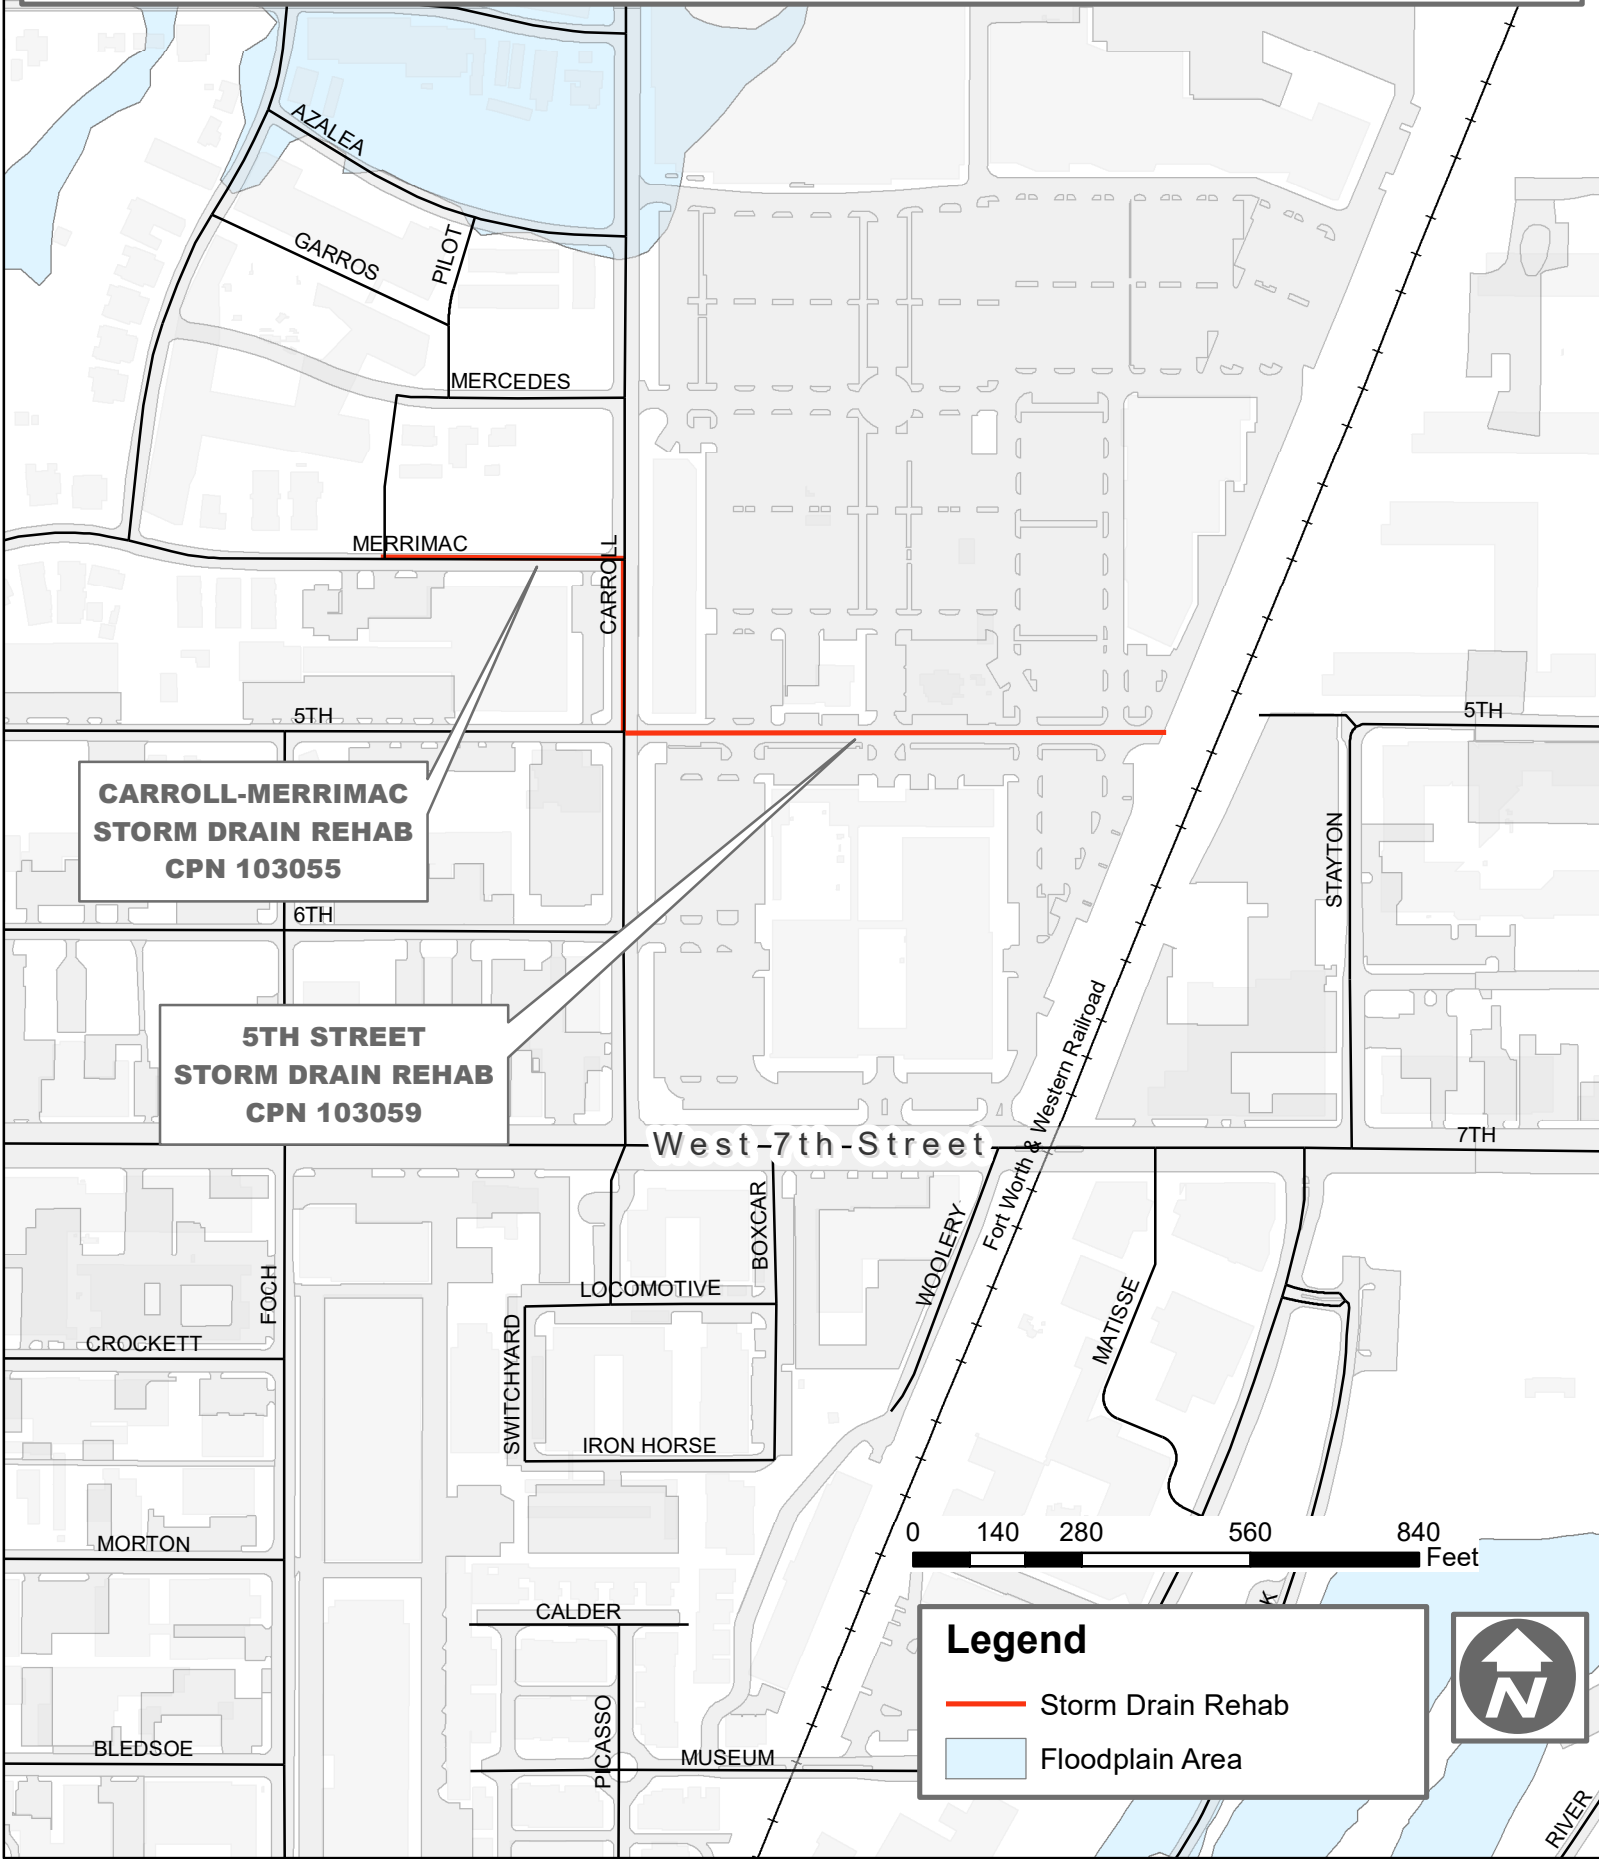 AZALEA
GARROS
PILOT
MERCEDES
MERRIMAC
CARROLL
5TH
5TH
CARROLL-MERRIMAC
STORM DRAIN REHAB
CPN 103055
STAYTON
6TH
5TH STREET
STORM DRAIN REHAB
CPN 103059
Fort Worth & Western Railroad
West 7th Street
7TH
BOXCAR
WOOLERY
FOCH
LOCOMOTIVE
MATISSE
CROCKETT
SWITCHYARD
IRON HORSE
0 140 280 560 840
Feet
MORTON
K
CALDER
Legend
Storm Drain Rehab
Floodplain Area
N
PICASSO
BLEDSOE
MUSEUM
RIVER